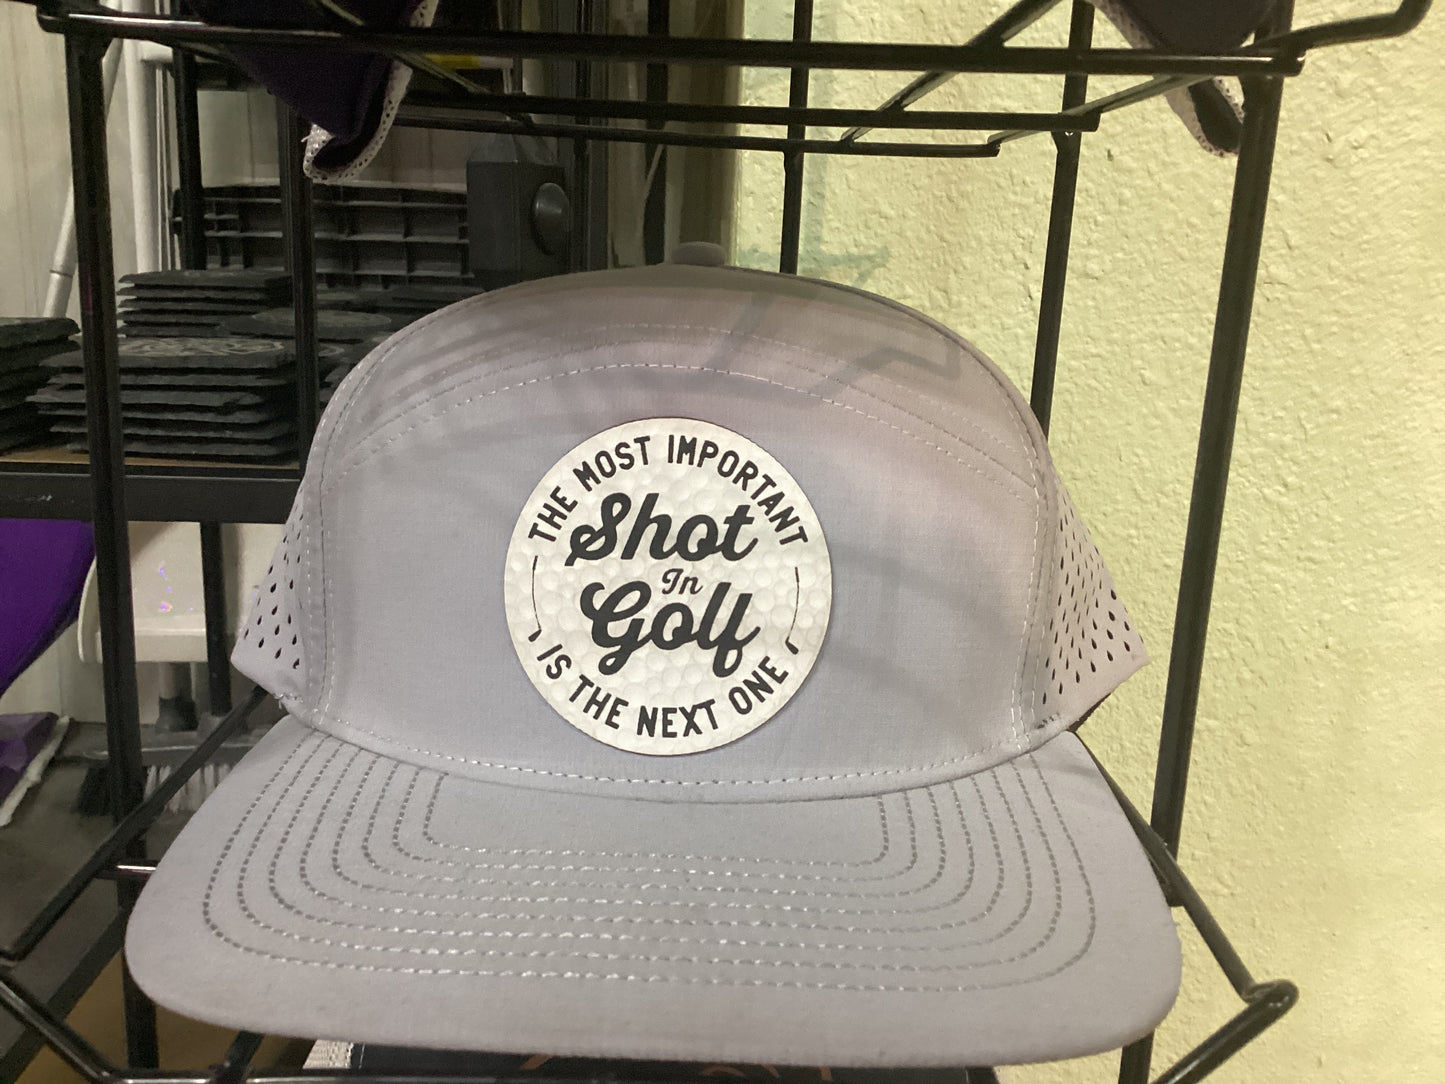 THE MOST IMPORTANT
Shot
In
Golf
IS THE NEXT ONE